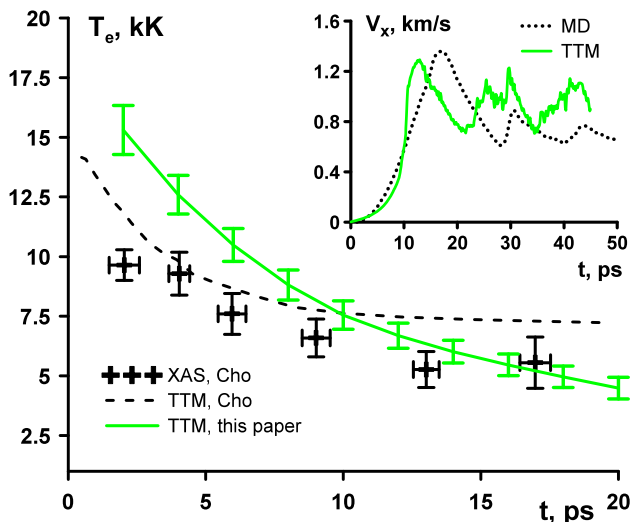 T_e, kK
20
17.5
15
12.5
10
7.5
5
2.5
0
5
10
15
20
t, ps
XAS, Cho
TTM, Cho
TTM, this paper
V_x, km/s
MD
TTM
1.6
1.2
0.8
0.4
0
0
10
20
30
40
50
t, ps